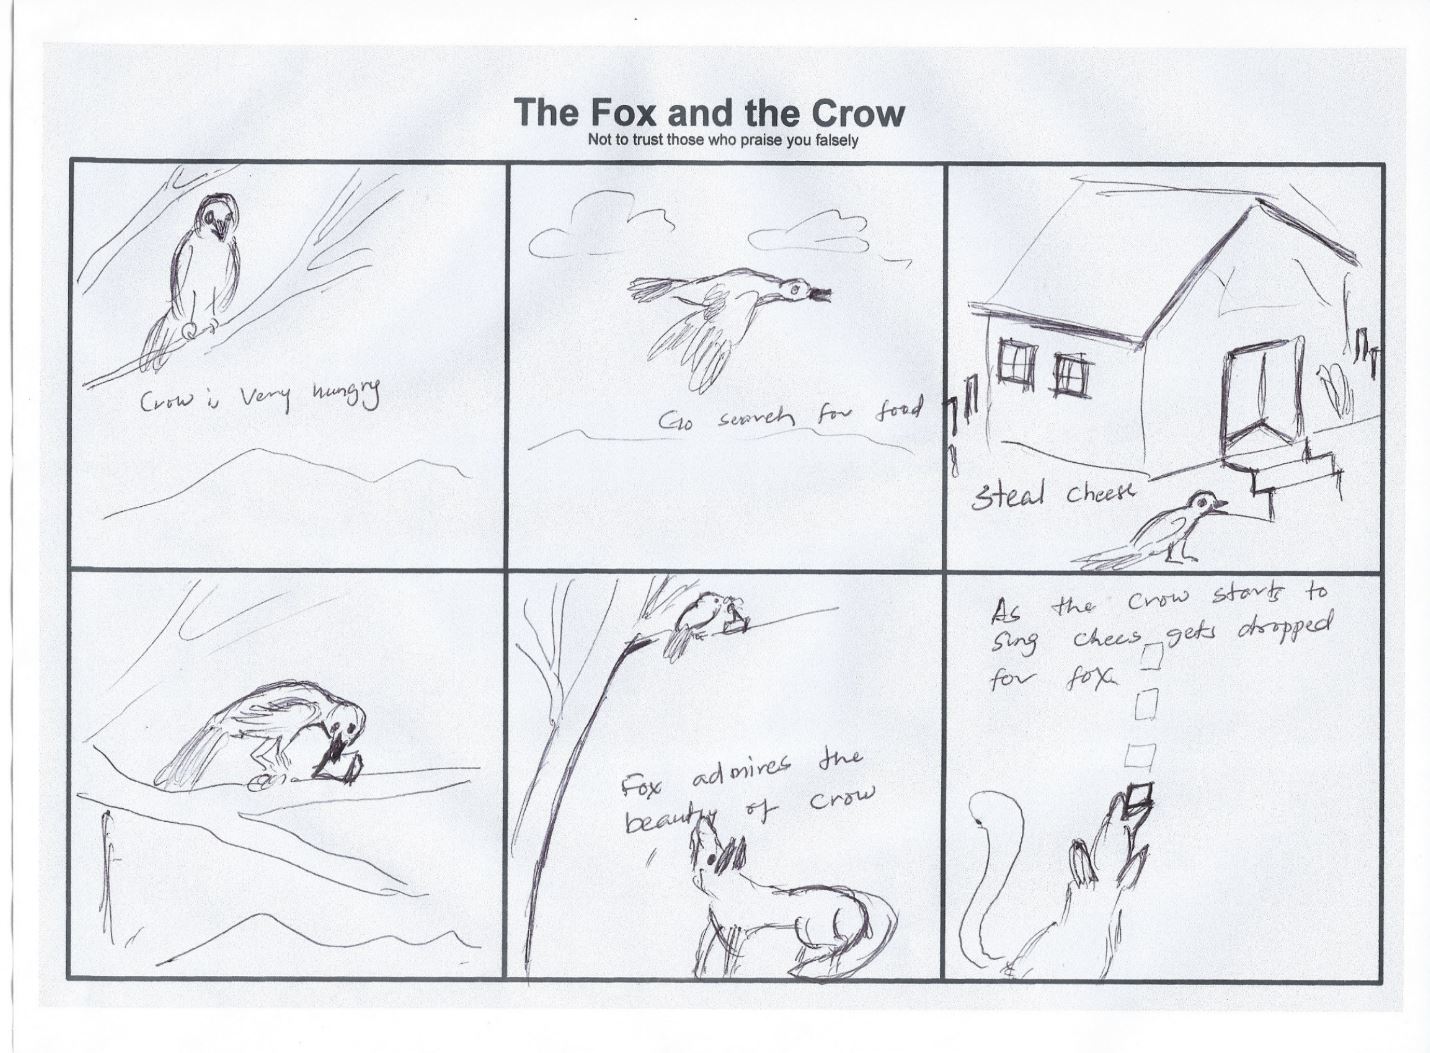 The Fox and the Crow
Not to trust those who praise you falsely
Crow is very hungry
Go search for food
Steal cheese
Fox admires the
beauty of crow
As the crow starts to
sing chees gets dropped
for fox.